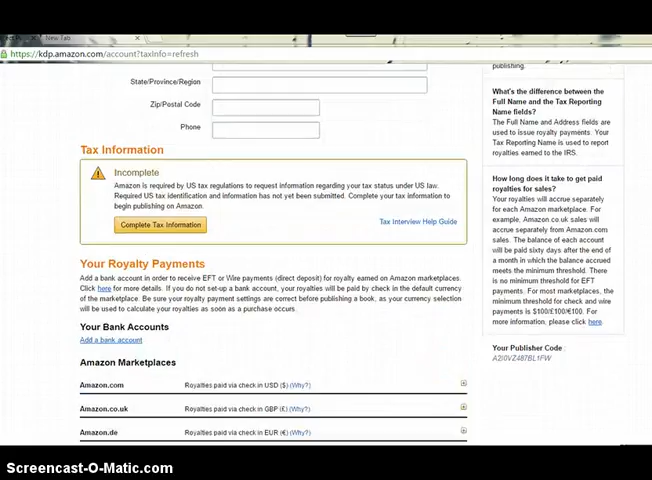 New Tab
https://kdp.amazon.com/account?taxInfo=refresh
State/Province/Region
Zip/Postal Code
Phone
Tax Information
Incomplete
Amazon is required by US tax regulations to request information regarding your tax status under US law.
Required US tax identification and information has not yet been submitted. Complete your tax information to
begin publishing on Amazon.
Complete Tax Information
Tax Interview Help Guide
Your Royalty Payments
Add a bank account in order to receive EFT or Wire payments (direct deposit) for royalty earned on Amazon marketplaces.
Click here for more details. If you do not set-up a bank account, your royalties will be paid by check in the default currency
of the marketplace. Be sure your royalty payment settings are correct before publishing a book, as your currency selection
will be used to calculate your royalties as soon as a purchase occurs.
Your Bank Accounts
Add a bank account
Amazon Marketplaces
Amazon.com Royalties paid via check in USD ($) (Why?)
Amazon.co.uk Royalties paid via check in GBP (£) (Why?)
Amazon.de Royalties paid via check in EUR (€) (Why?)
publishing.
What's the difference between the
Full Name and the Tax Reporting
Name fields?
The Full Name and Address fields are
used to issue royalty payments. Your
Tax Reporting Name is used to report
royalties earned to the IRS.
How long does it take to get paid
royalties for sales?
Your royalties will accrue separately
for each Amazon marketplace. For
example, Amazon.co.uk sales will
accrue separately from Amazon.com
sales. The balance of each account
will be paid sixty days after the end
of a month in which the balance
accrued meets the minimum threshold. There
is no minimum threshold for EFT
payments. For most marketplaces, the
minimum threshold for check and wire
payments is $100/£100/€100. For
more information, please click here.
Your Publisher Code :
A2I0VZ487BL1FW
Screencast-O-Matic.com